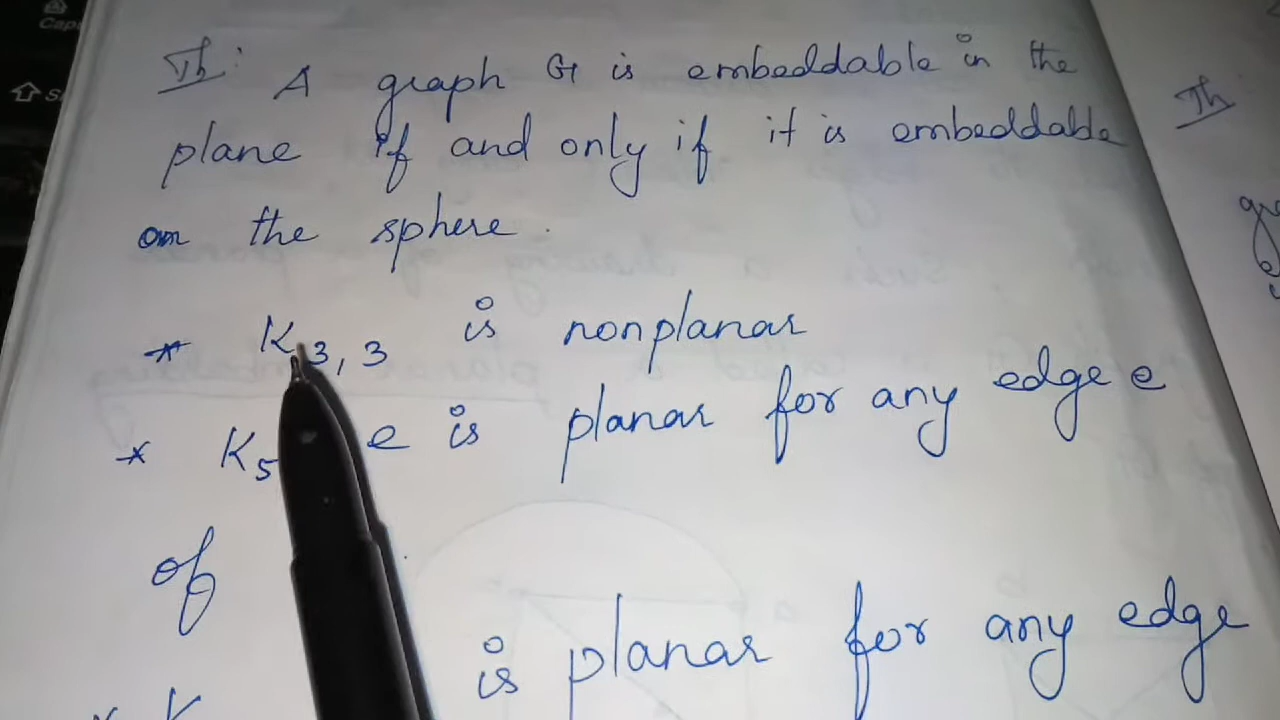 Th: A graph G is embeddable in the
plane if and only if it is embeddable
on the sphere.
* K3,3 is nonplanar
* K5 e is planar for any edge e
of
is planar for any edge
Th